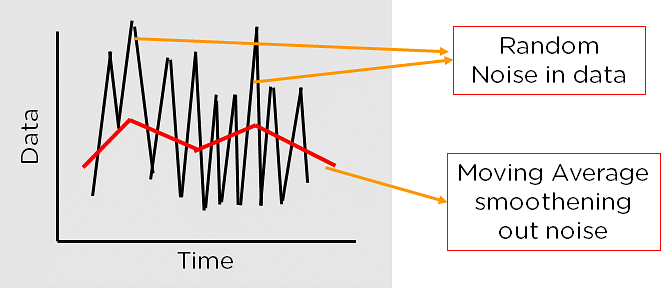 Random
Noise in data
Data
Moving Average
smoothening
out noise
Time